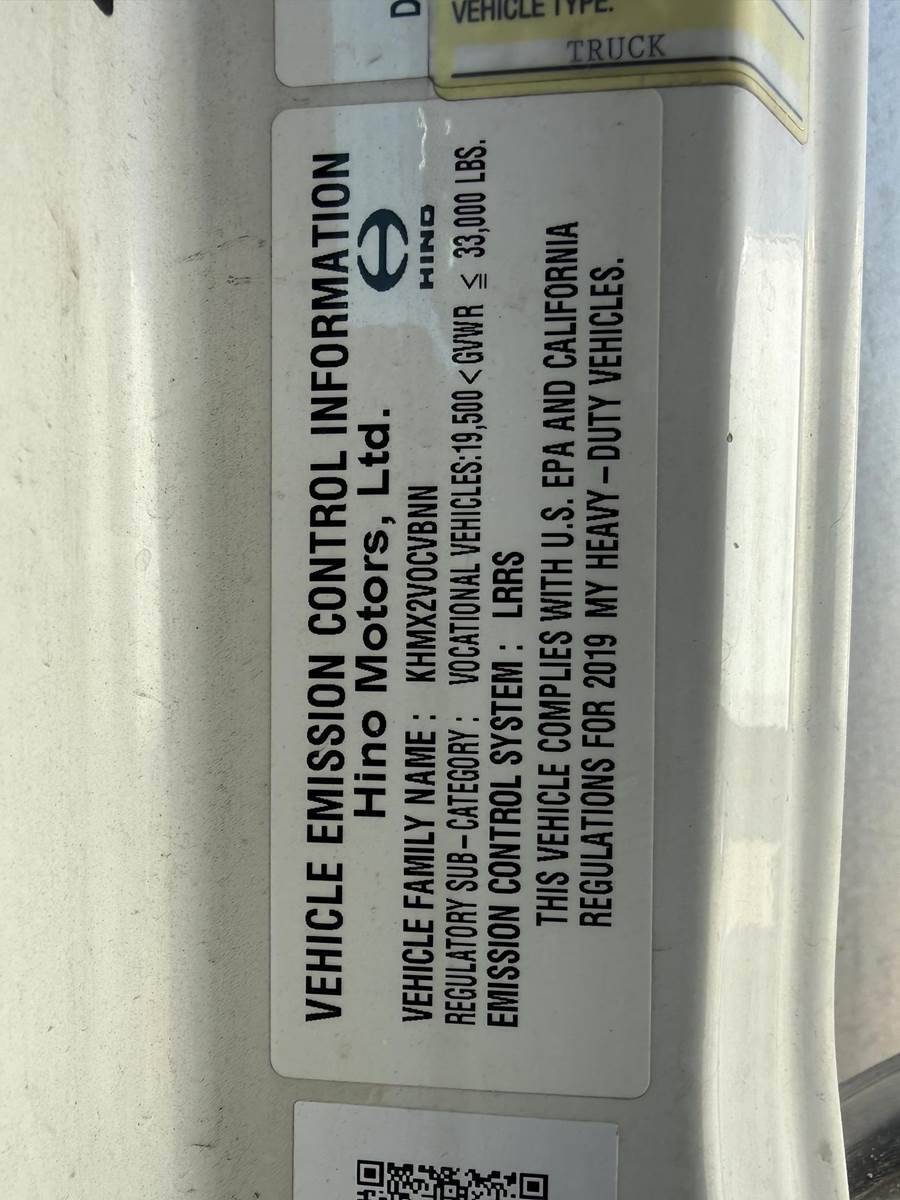 VEHICLE TYPE:
TRUCK
D
VEHICLE EMISSION CONTROL INFORMATION
Hino Motors, Ltd.
HINO
VEHICLE FAMILY NAME : KHMX2VOCVBNN
REGULATORY SUB-CATEGORY : VOCATIONAL VEHICLES:19,500 < GVWR ≦ 33,000 LBS.
EMISSION CONTROL SYSTEM : LRRS
THIS VEHICLE COMPLIES WITH U.S. EPA AND CALIFORNIA
REGULATIONS FOR 2019 MY HEAVY-DUTY VEHICLES.